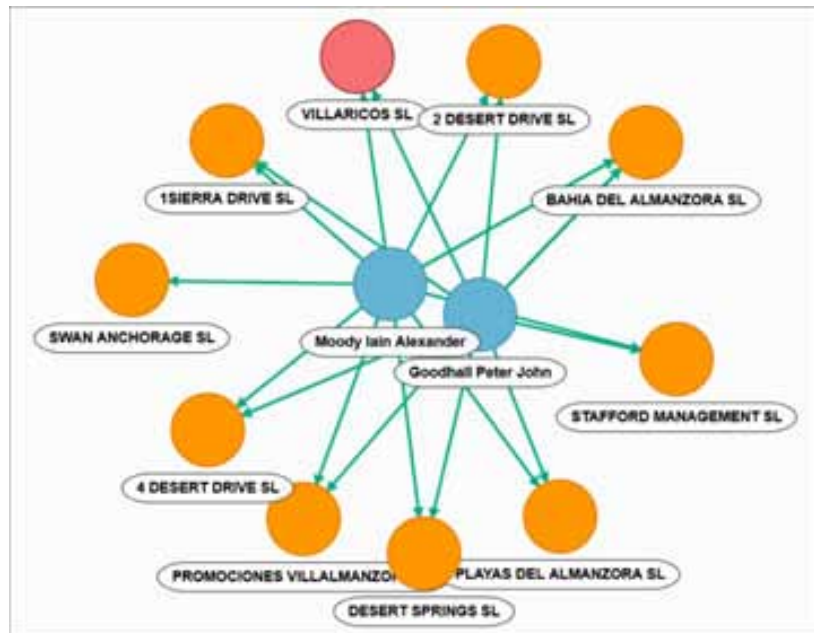 VILLARICOS SL
2 DESERT DRIVE SL
1SIERRA DRIVE SL
BAHIA DEL ALMANZORA SL
SWAN ANCHORAGE SL
Moody Iain Alexander
Goodhall Peter John
STAFFORD MANAGEMENT SL
4 DESERT DRIVE SL
PROMOCIONES
PLAYAS DEL ALMANZORA SL
DESERT SPRINGS SL